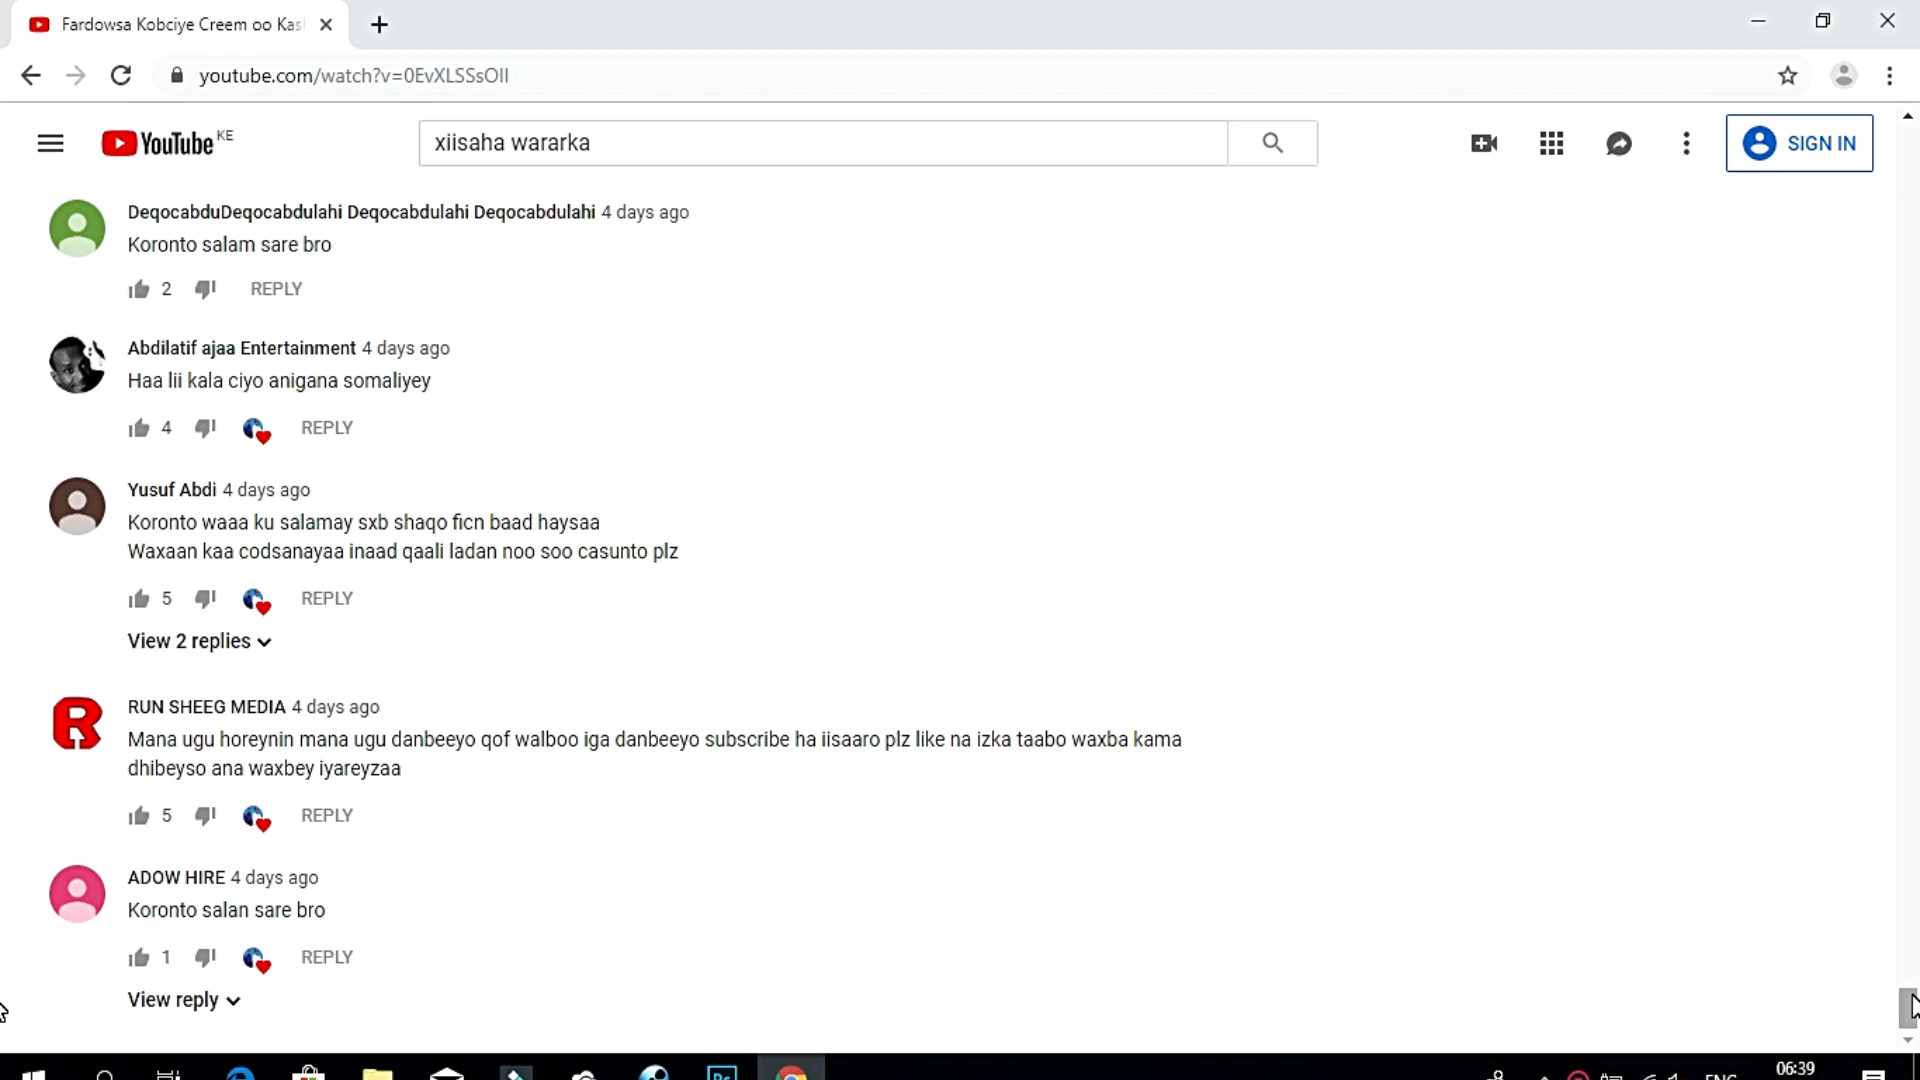 Fardowsa Kobciye Creem oo Kas
youtube.com/watch?v=0EvXLSSsOII
YouTube KE
xiisaha wararka
SIGN IN
DeqocabduDeqocabdulahi Deqocabdulahi Deqocabdulahi 4 days ago
Koronto salam sare bro
2 REPLY
Abdilatif ajaa Entertainment 4 days ago
Haa lii kala ciyo anigana somaliyey
4 REPLY
Yusuf Abdi 4 days ago
Koronto waaa ku salamay sxb shaqo ficn baad haysaa
Waxaan kaa codsanayaa inaad qaali ladan noo soo casunto plz
5 REPLY
View 2 replies
RUN SHEEG MEDIA 4 days ago
Mana ugu horeynin mana ugu danbeeyo qof walboo iga danbeeyo subscribe ha iisaaro plz like na izka taabo waxba kama
dhibeyso ana waxbey iyareyzaa
5 REPLY
ADOW HIRE 4 days ago
Koronto salan sare bro
1 REPLY
View reply
06:39
ENG